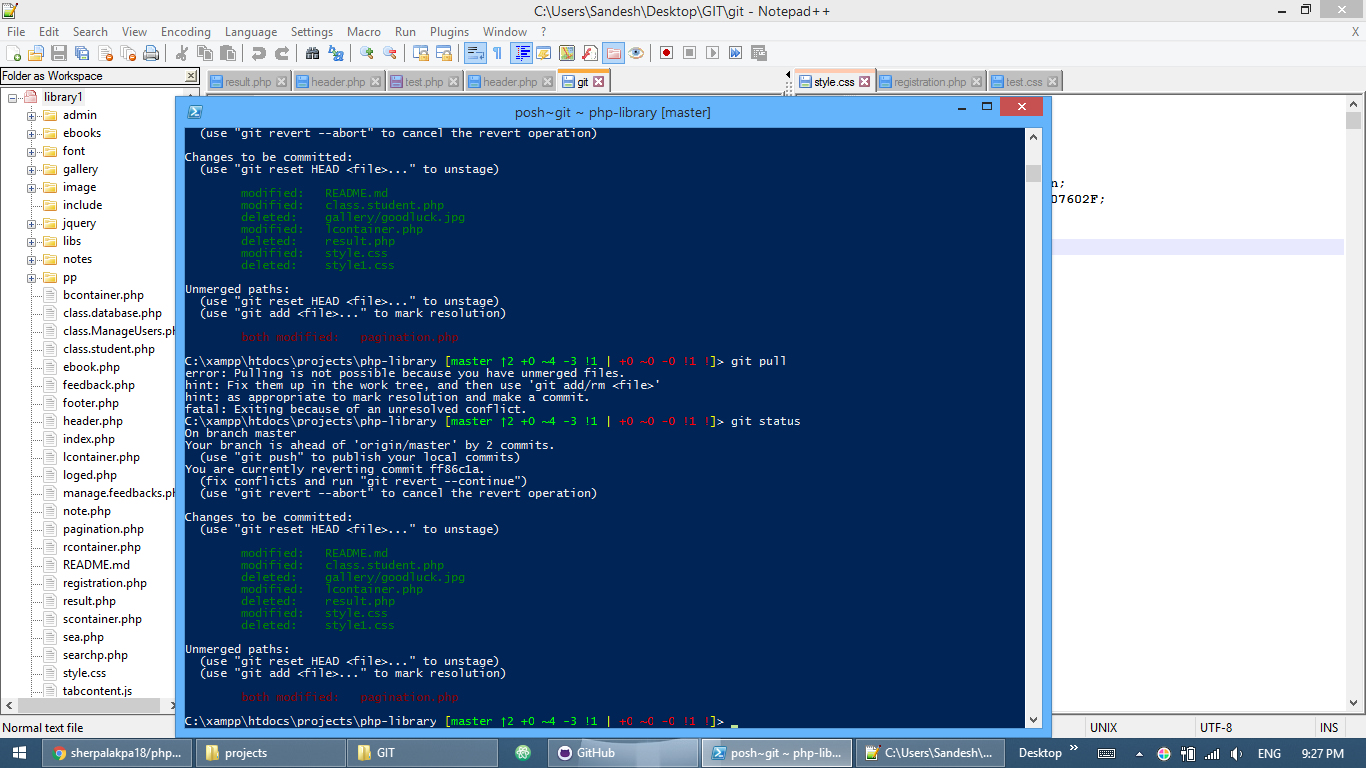 C:\Users\Sandesh\Desktop\GIT\git - Notepad++
File Edit Search View Encoding Language Settings Macro Run Plugins Window ? X
Folder as Workspace
result.php header.php test.php header.php git style.css registration.php test.css
library1
admin
ebooks
font
gallery
image
include
jquery
libs
notes
pp
bcontainer.php
class.database.php
class.ManageUsers.ph
class.student.php
ebook.php
feedback.php
footer.php
header.php
index.php
lcontainer.php
loged.php
manage.feedbacks.ph
note.php
pagination.php
rcontainer.php
README.md
registration.php
result.php
scontainer.php
sea.php
searchp.php
style.css
tabcontent.js
posh~git ~ php-library [master]
(use "git revert --abort" to cancel the revert operation)
Changes to be committed:
(use "git reset HEAD <file>..." to unstage)
modified: README.md
modified: class.student.php
deleted: gallery/goodluck.jpg
modified: lcontainer.php
deleted: result.php
modified: style.css
deleted: style1.css
Unmerged paths:
(use "git reset HEAD <file>..." to unstage)
(use "git add <file>..." to mark resolution)
both modified: pagination.php
C:\xampp\htdocs\projects\php-library [master ↑2 +0 ~4 -3 !1 | +0 ~0 -0 !1 !]> git pull
error: Pulling is not possible because you have unmerged files.
hint: Fix them up in the work tree, and then use 'git add/rm <file>'
hint: as appropriate to mark resolution and make a commit.
fatal: Exiting because of an unresolved conflict.
C:\xampp\htdocs\projects\php-library [master ↑2 +0 ~4 -3 !1 | +0 ~0 -0 !1 !]> git status
On branch master
Your branch is ahead of 'origin/master' by 2 commits.
(use "git push" to publish your local commits)
You are currently reverting commit ff86c1a.
(fix conflicts and run "git revert --continue")
(use "git revert --abort" to cancel the revert operation)
Changes to be committed:
(use "git reset HEAD <file>..." to unstage)
modified: README.md
modified: class.student.php
deleted: gallery/goodluck.jpg
modified: lcontainer.php
deleted: result.php
modified: style.css
deleted: style1.css
Unmerged paths:
(use "git reset HEAD <file>..." to unstage)
(use "git add <file>..." to mark resolution)
both modified: pagination.php
C:\xampp\htdocs\projects\php-library [master ↑2 +0 ~4 -3 !1 | +0 ~0 -0 !1 !]>
n;
07602F;
Normal text file UNIX UTF-8 INS
sherpalakpa18/php... projects GIT GitHub posh~git ~ php-lib... C:\Users\Sandesh\... Desktop ENG 9:27 PM